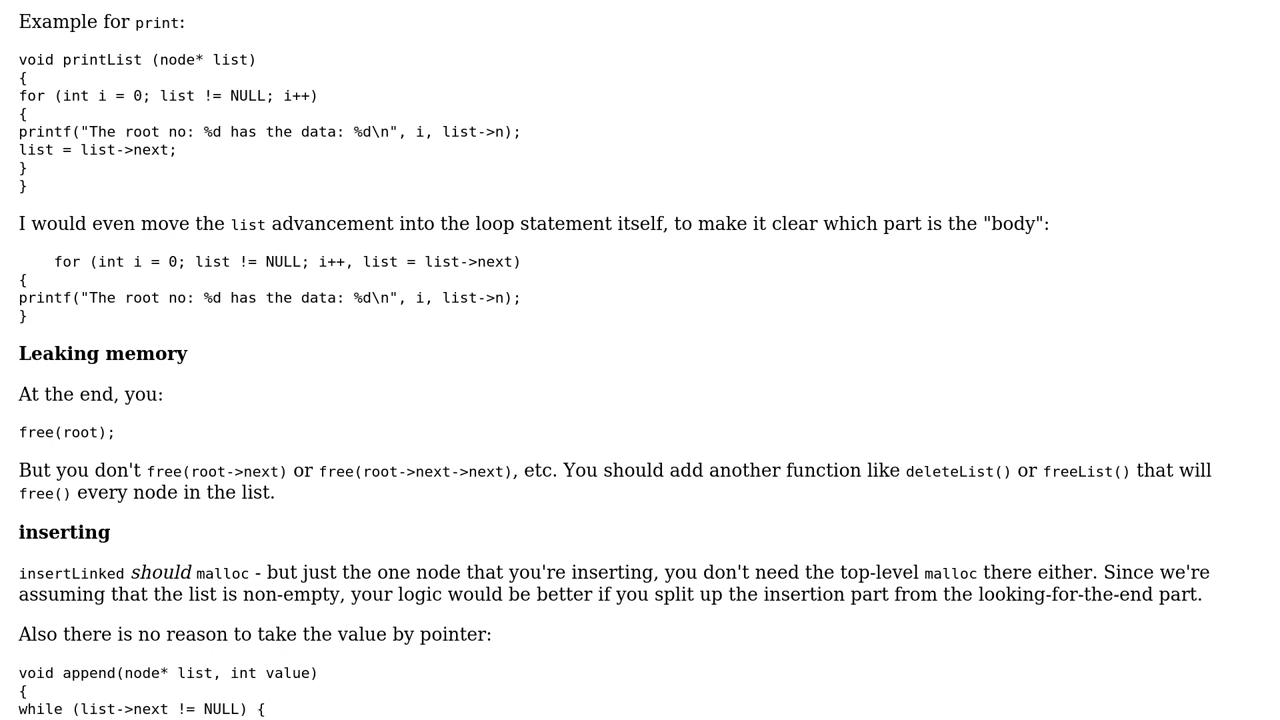 Example for print:
void printList (node* list)
{
for (int i = 0; list != NULL; i++)
{
printf("The root no: %d has the data: %d\n", i, list->n);
list = list->next;
}
}
I would even move the list advancement into the loop statement itself, to make it clear which part is the "body":
for (int i = 0; list != NULL; i++, list = list->next)
{
printf("The root no: %d has the data: %d\n", i, list->n);
}
Leaking memory
At the end, you:
free(root);
But you don't free(root->next) or free(root->next->next), etc. You should add another function like deleteList() or freeList() that will
free() every node in the list.
inserting
insertLinked should malloc - but just the one node that you're inserting, you don't need the top-level malloc there either. Since we're
assuming that the list is non-empty, your logic would be better if you split up the insertion part from the looking-for-the-end part.
Also there is no reason to take the value by pointer:
void append(node* list, int value)
{
while (list->next != NULL) {